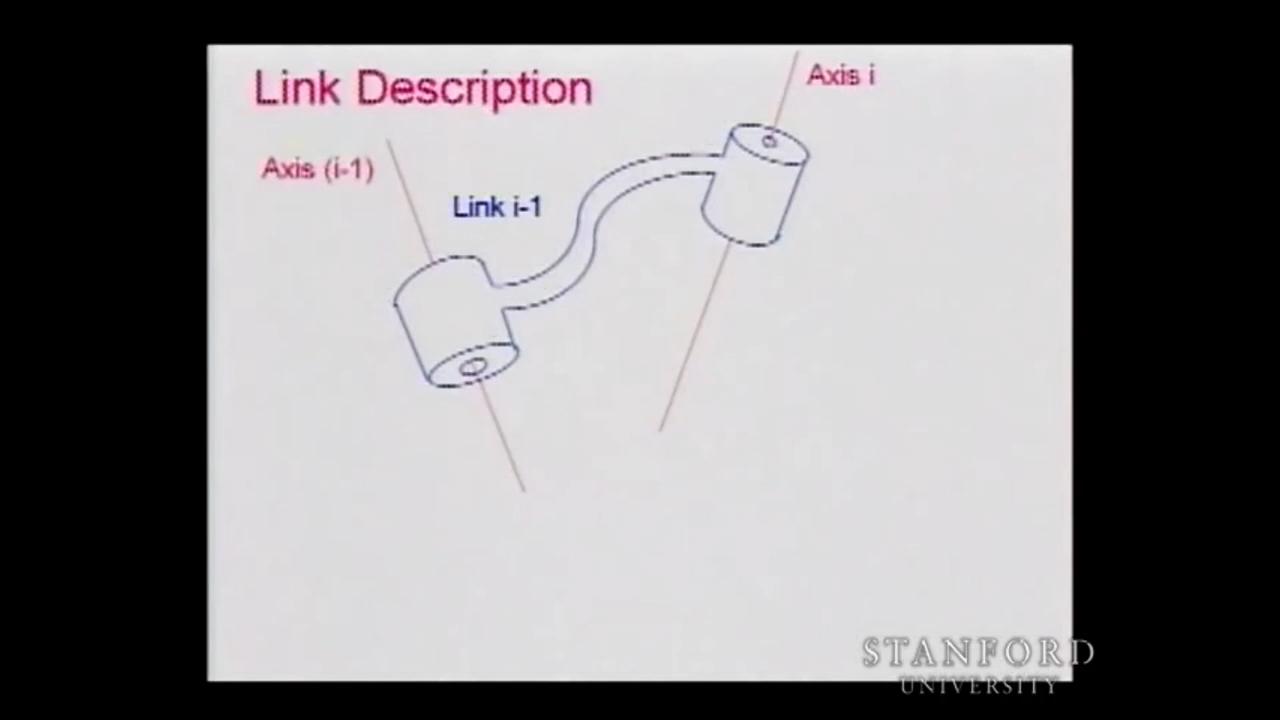 Link Description
Axis i
Axis (i-1)
Link i-1
STANFORD
UNIVERSITY